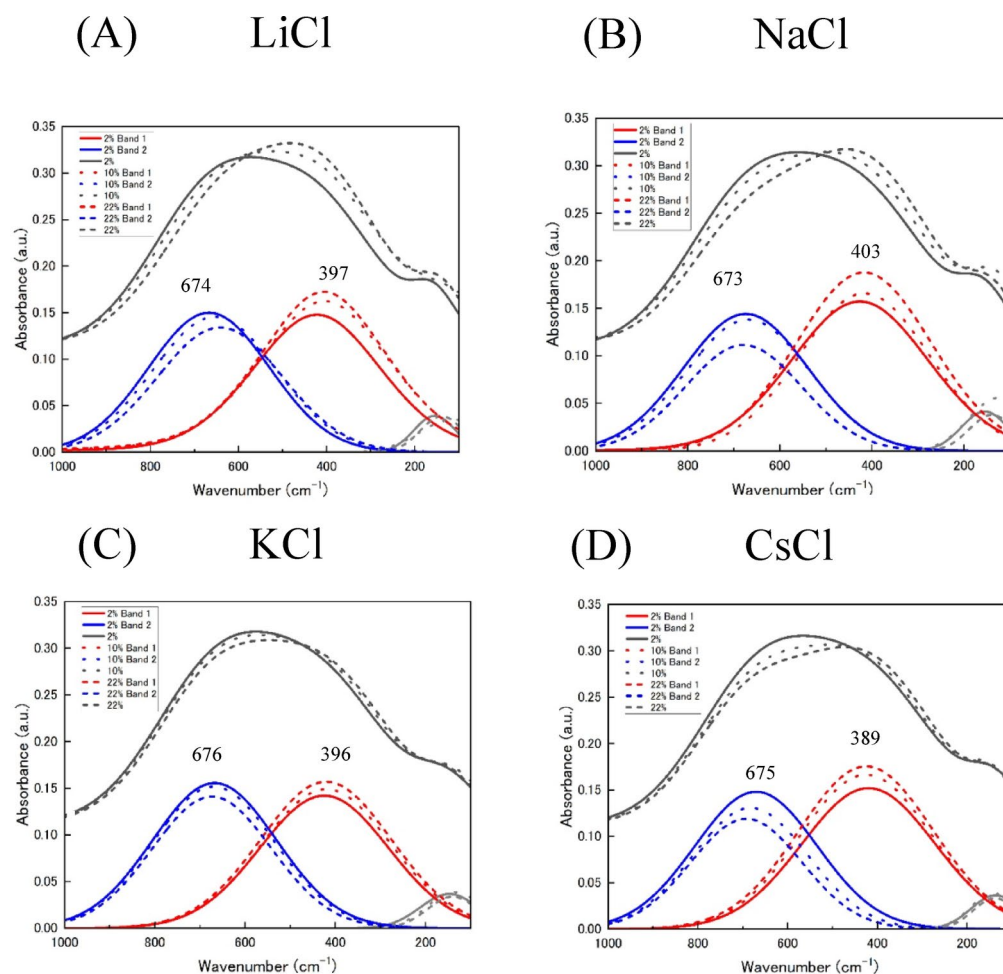 (A) LiCl
0.35
0.30
0.25
0.20
0.15
0.10
0.05
0.00
Absorbance (a.u.)
2% Band 1
2% Band 2
2%
10% Band 1
10% Band 2
10%
22% Band 1
22% Band 2
22%
674
397
1000 800 600 400 200
Wavenumber (cm⁻¹)
(B) NaCl
0.35
0.30
0.25
0.20
0.15
0.10
0.05
0.00
Absorbance (a.u.)
2% Band 1
2% Band 2
2%
10% Band 1
10% Band 2
10%
22% Band 1
22% Band 2
22%
673
403
1000 800 600 400 200
Wavenumber (cm⁻¹)
(C) KCl
0.35
0.30
0.25
0.20
0.15
0.10
0.05
0.00
Absorbance (a.u.)
2% Band 1
2% Band 2
2%
10% Band 1
10% Band 2
10%
22% Band 1
22% Band 2
22%
676
396
1000 800 600 400 200
Wavenumber (cm⁻¹)
(D) CsCl
0.35
0.30
0.25
0.20
0.15
0.10
0.05
0.00
Absorbance (a.u.)
2% Band 1
2% Band 2
2%
10% Band 1
10% Band 2
10%
22% Band 1
22% Band 2
22%
675
389
1000 800 600 400 200
Wavenumber (cm⁻¹)